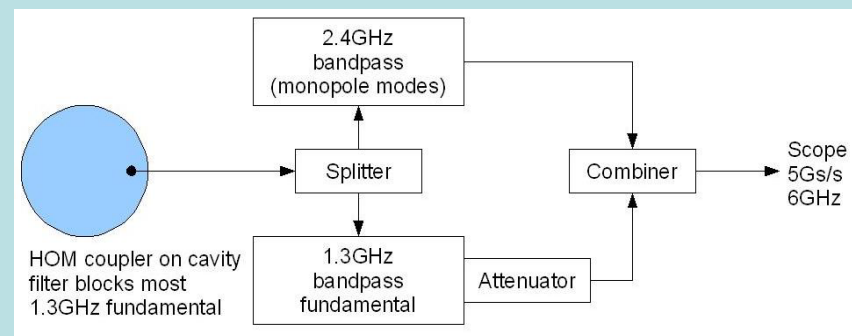 2.4GHz
bandpass
(monopole modes)
Splitter
Combiner
Scope
5Gs/s
6GHz
HOM coupler on cavity
filter blocks most
1.3GHz fundamental
1.3GHz
bandpass
fundamental
Attenuator